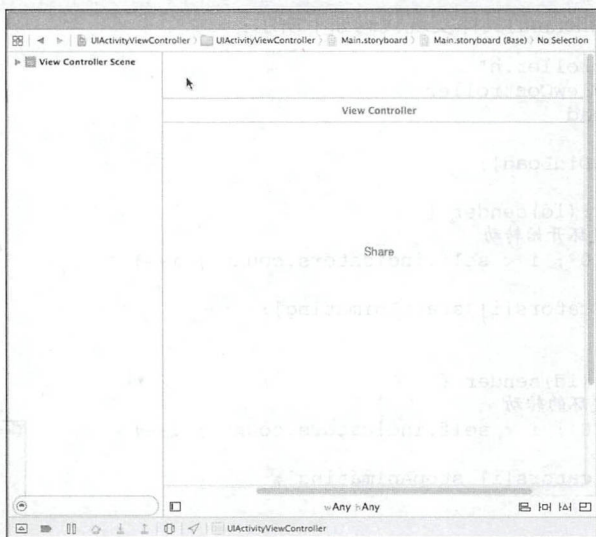 UIActivityViewController 〉 UIActivityViewController 〉 Main.storyboard 〉 Main.storyboard (Base) 〉 No Selection
View Controller Scene
View Controller
Share
wAny hAny
UIActivityViewController